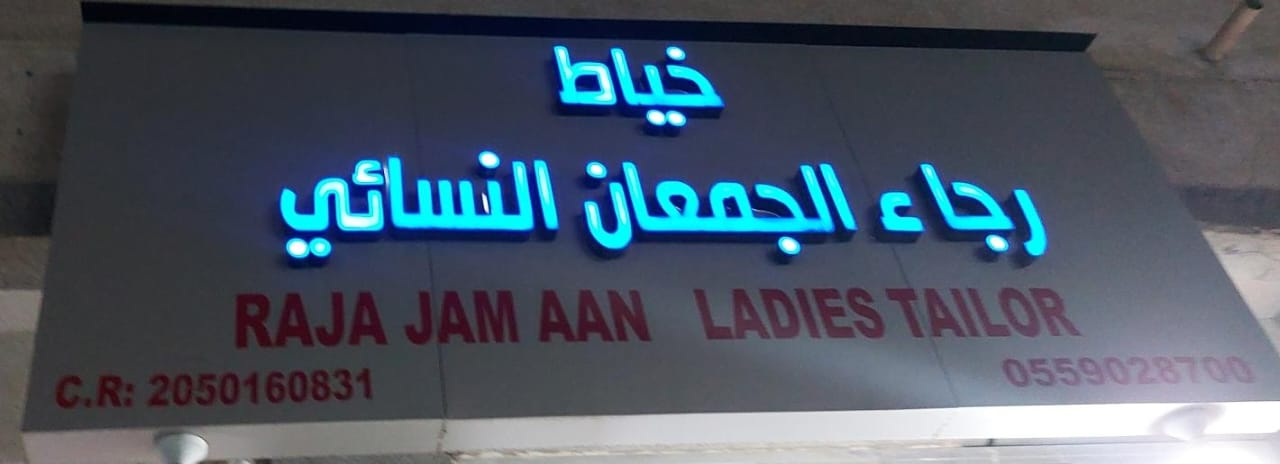 خياط
رجاء الجمعان النسائي
RAJA JAM AAN LADIES TAILOR
C.R: 2050160831 0559028700